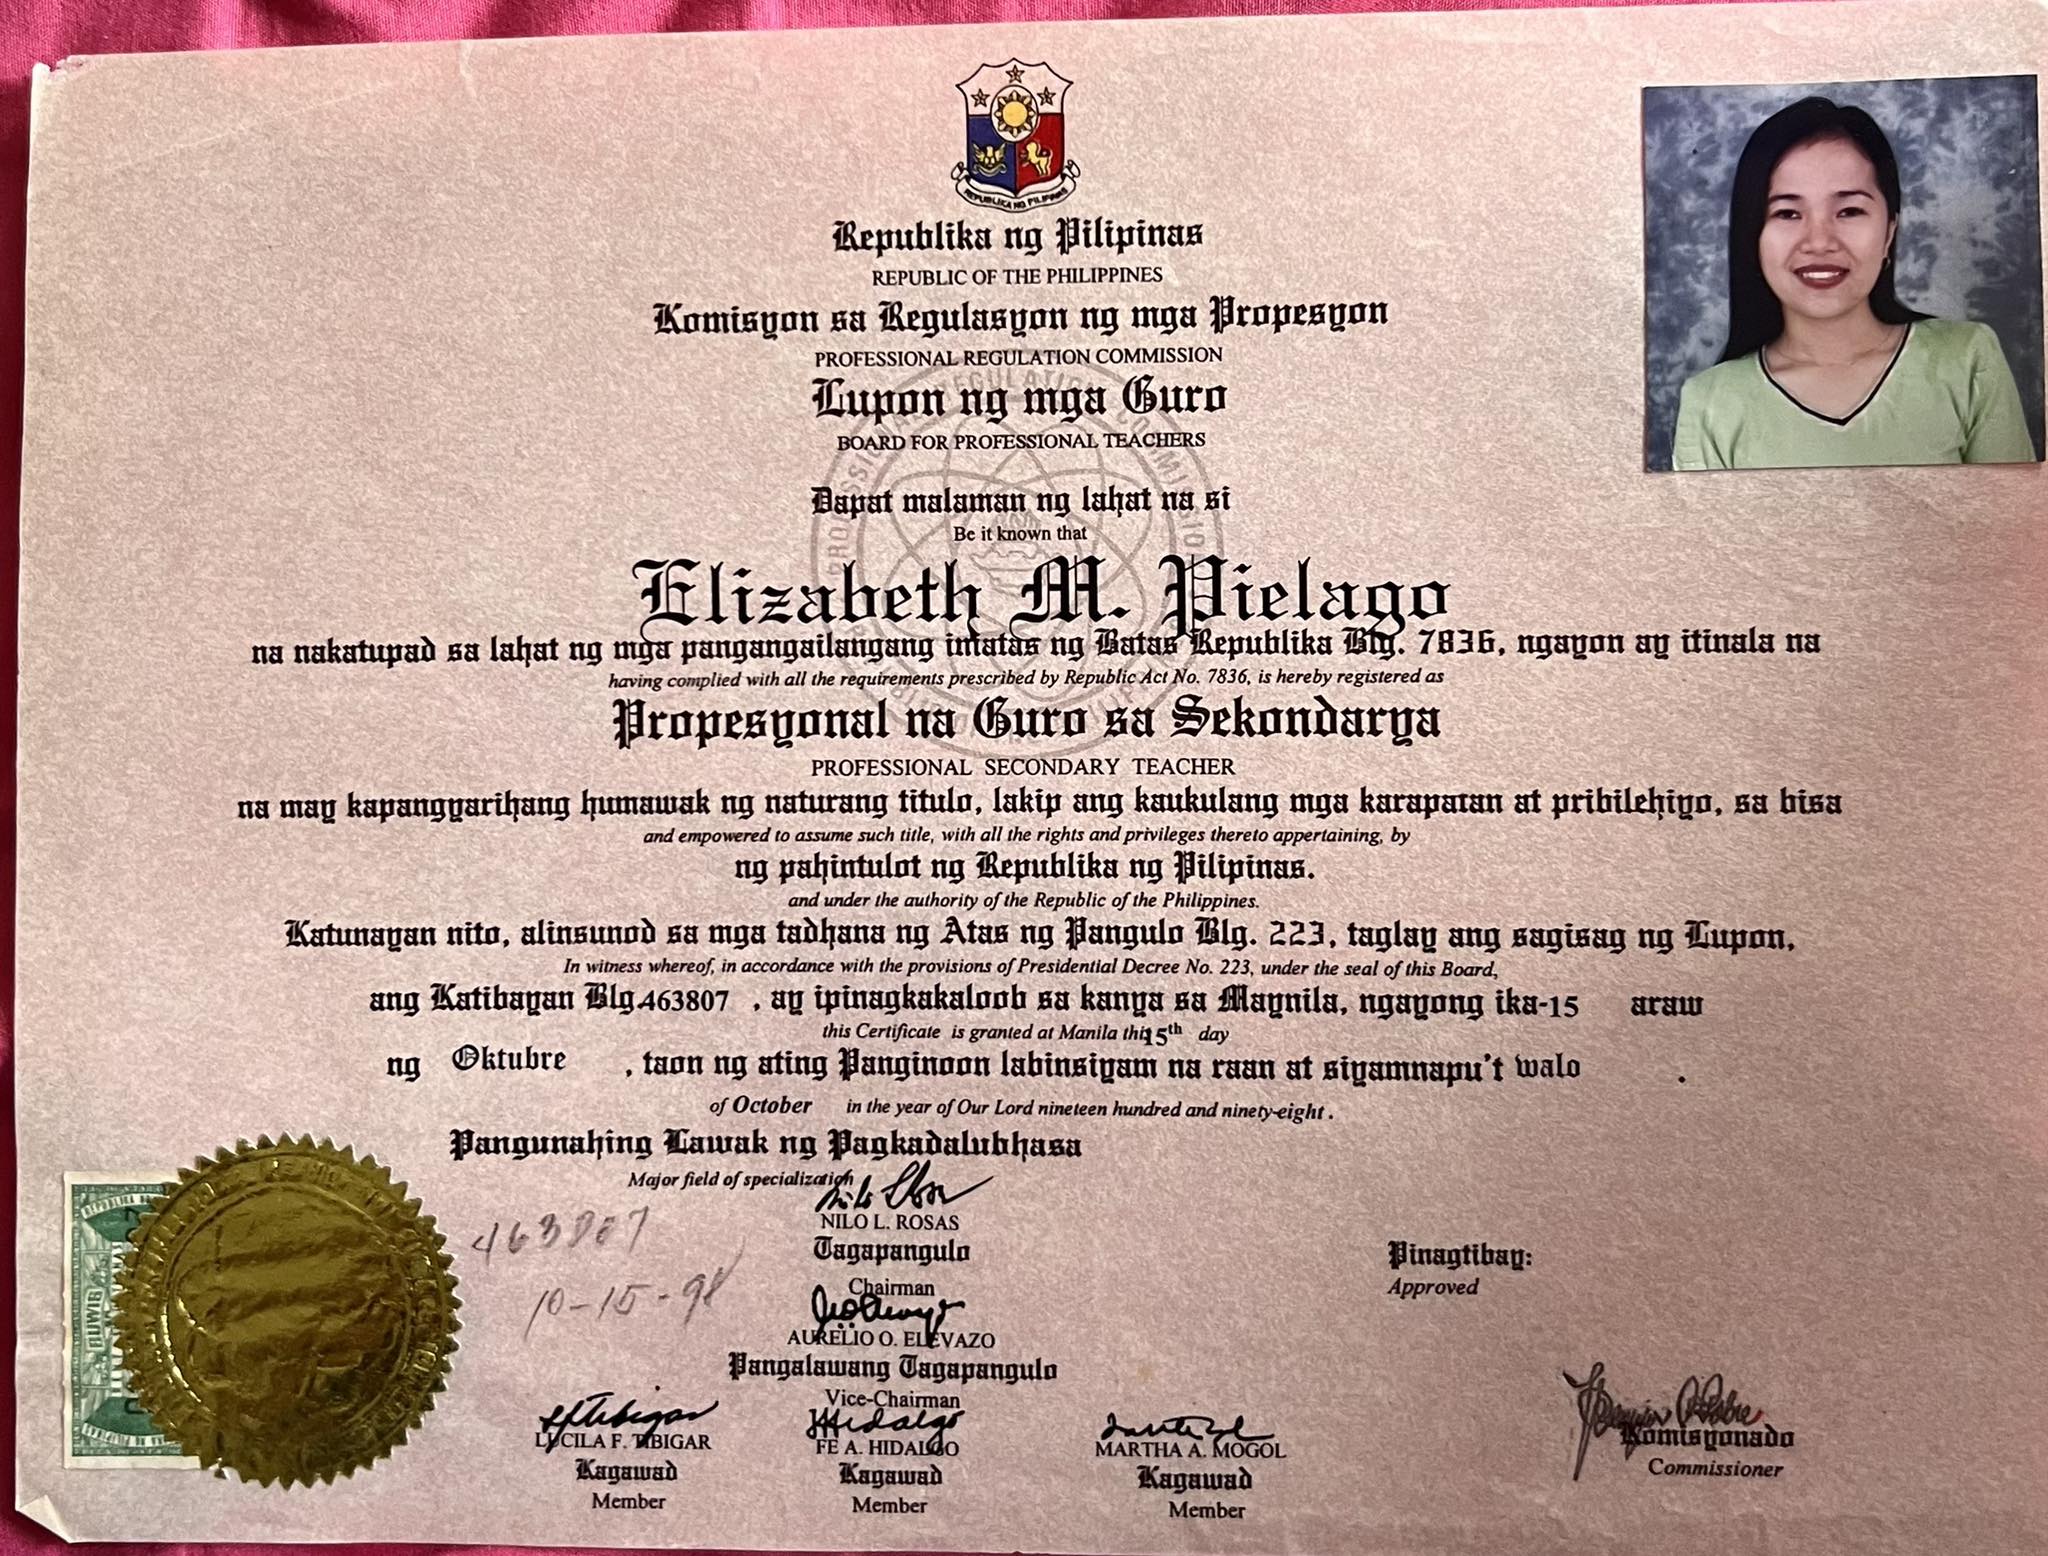 REPUBLIKA NG PILIPINAS
Republika ng Pilipinas
REPUBLIC OF THE PHILIPPINES
Komisyon sa Regulasyon ng mga Propesyon
PROFESSIONAL REGULATION COMMISSION
Lupon ng mga Guro
BOARD FOR PROFESSIONAL TEACHERS
Dapat malaman ng lahat na si
Be it known that
Elizabeth M. Pielago
na nakatupad sa lahat ng mga pangangailangang iniatas ng Batas Republika Blg. 7836, ngayon ay itinala na
having complied with all the requirements prescribed by Republic Act No. 7836, is hereby registered as
Propesyonal na Guro sa Sekondarya
PROFESSIONAL SECONDARY TEACHER
na may kapangyarihang humawak ng naturang titulo, lakip ang kaukulang mga karapatan at pribilehiyo, sa bisa
and empowered to assume such title, with all the rights and privileges thereto appertaining, by
ng pahintulot ng Republika ng Pilipinas.
and under the authority of the Republic of the Philippines.
Katunayan nito, alinsunod sa mga tadhana ng Atas ng Pangulo Blg. 223, taglay ang sagisag ng Lupon,
In witness whereof, in accordance with the provisions of Presidential Decree No. 223, under the seal of this Board,
ang Katibayan Blg.463807 , ay ipinagkakaloob sa kanya sa Maynila, ngayong ika-15 araw
this Certificate is granted at Manila this 15th day
ng Oktubre , taon ng ating Panginoon labinsiyam na raan at siyamnapu't walo .
of October in the year of Our Lord nineteen hundred and ninety-eight .
Pangunahing Lawak ng Pagkadalubhasa
Major field of specialization
463807
10-15-98
NILO L. ROSAS
Tagapangulo
Chairman
AURELIO O. ELEVAZO
Pangalawang Tagapangulo
Vice-Chairman
LUCILA F. TIBIGAR
Kagawad
Member
FE A. HIDALGO
Kagawad
Member
MARTHA A. MOGOL
Kagawad
Member
Pinagtibay:
Approved
Komisyonado
Commissioner